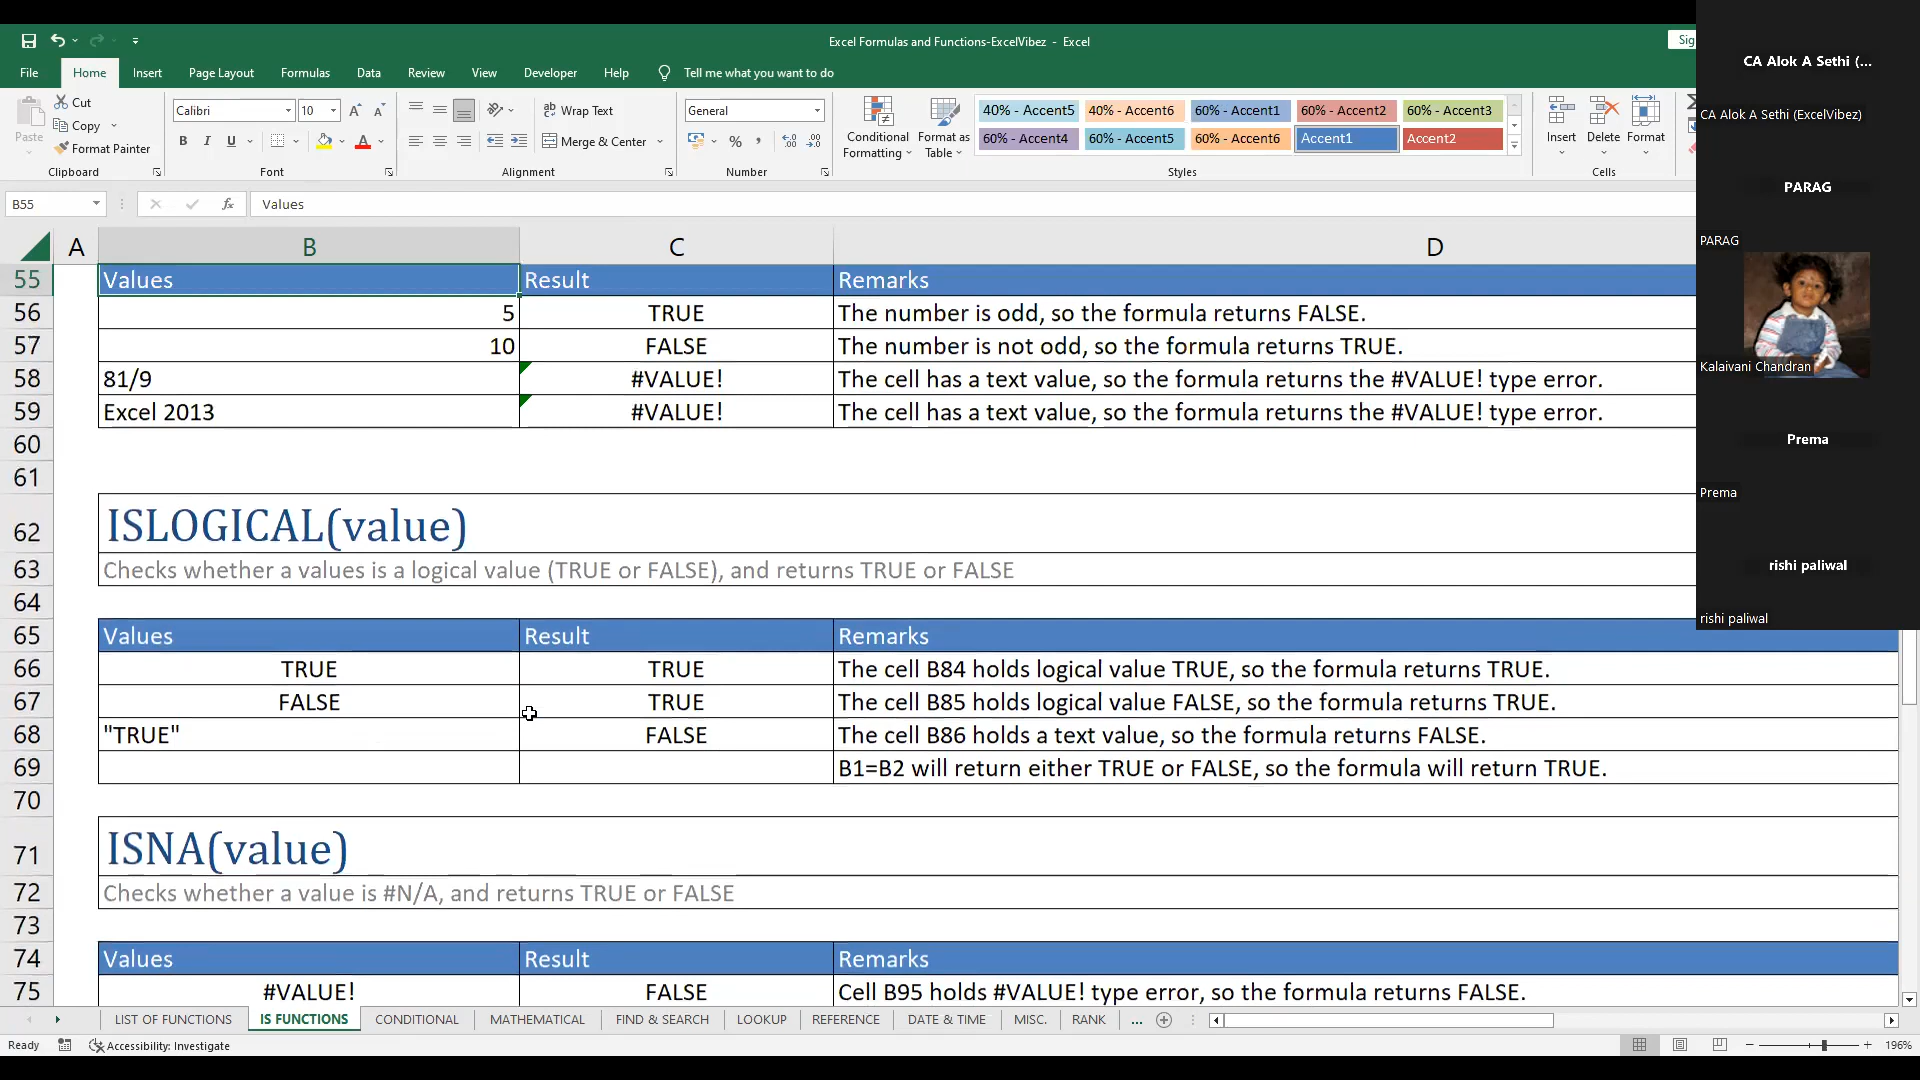 Excel Formulas and Functions-ExcelVibez - Excel
Sig
File Home Insert Page Layout Formulas Data Review View Developer Help Tell me what you want to do
Paste
Cut
Copy
Format Painter
Clipboard
Calibri 10
B I U
Font
Wrap Text
Merge & Center
Alignment
General
Number
Conditional Formatting
Format as Table
40% - Accent5 40% - Accent6 60% - Accent1 60% - Accent2 60% - Accent3
60% - Accent4 60% - Accent5 60% - Accent6 Accent1 Accent2
Styles
Insert Delete Format
Cells
B55 fx Values
A B C D
55 Values Result Remarks
56 5 TRUE The number is odd, so the formula returns FALSE.
57 10 FALSE The number is not odd, so the formula returns TRUE.
58 81/9 #VALUE! The cell has a text value, so the formula returns the #VALUE! type error.
59 Excel 2013 #VALUE! The cell has a text value, so the formula returns the #VALUE! type error.
60
61
62 ISLOGICAL(value)
63 Checks whether a values is a logical value (TRUE or FALSE), and returns TRUE or FALSE
64
65 Values Result Remarks
66 TRUE TRUE The cell B84 holds logical value TRUE, so the formula returns TRUE.
67 FALSE TRUE The cell B85 holds logical value FALSE, so the formula returns TRUE.
68 "TRUE" FALSE The cell B86 holds a text value, so the formula returns FALSE.
69 B1=B2 will return either TRUE or FALSE, so the formula will return TRUE.
70
71 ISNA(value)
72 Checks whether a value is #N/A, and returns TRUE or FALSE
73
74 Values Result Remarks
75 #VALUE! FALSE Cell B95 holds #VALUE! type error, so the formula returns FALSE.
LIST OF FUNCTIONS IS FUNCTIONS CONDITIONAL MATHEMATICAL FIND & SEARCH LOOKUP REFERENCE DATE & TIME MISC. RANK ...
Ready Accessibility: Investigate 196%
CA Alok A Sethi (...
CA Alok A Sethi (ExcelVibez)
PARAG
PARAG
Kalaivani Chandran
Prema
Prema
rishi paliwal
rishi paliwal